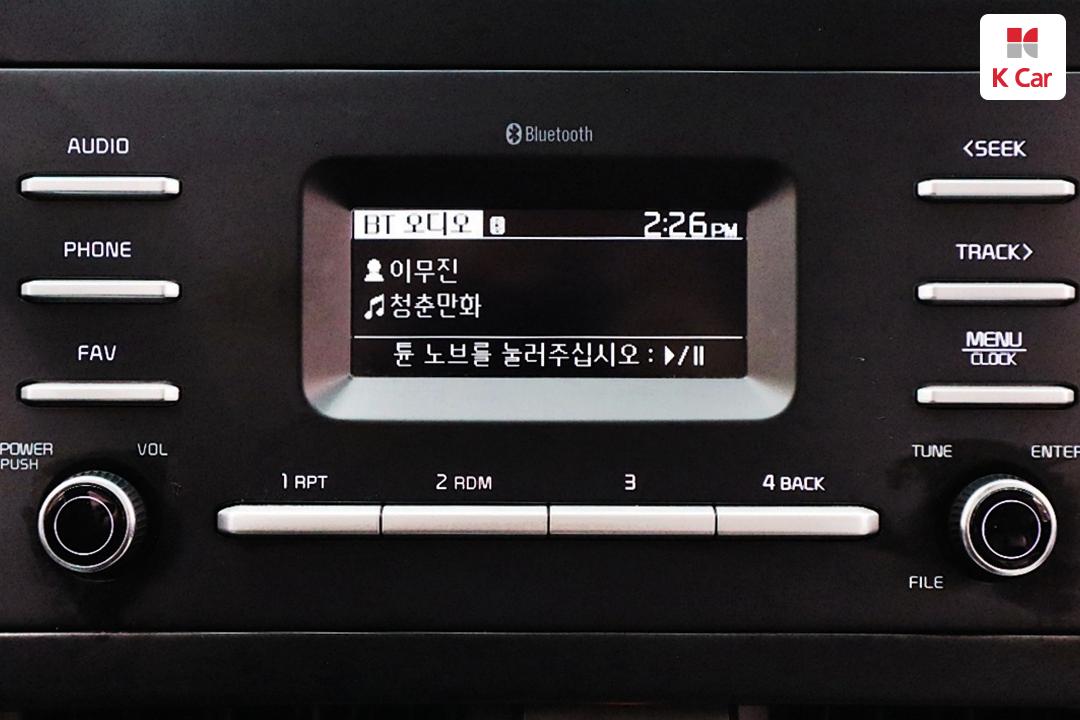 K Car
Bluetooth
AUDIO
<SEEK
BT 오디오 2:26PM
PHONE
TRACK>
이무진
청춘만화
FAV
MENU
CLOCK
튠 노브를 눌러주십시오 :
POWER
PUSH
VOL
TUNE
ENTER
1 RPT
2 RDM
3
4 BACK
FILE